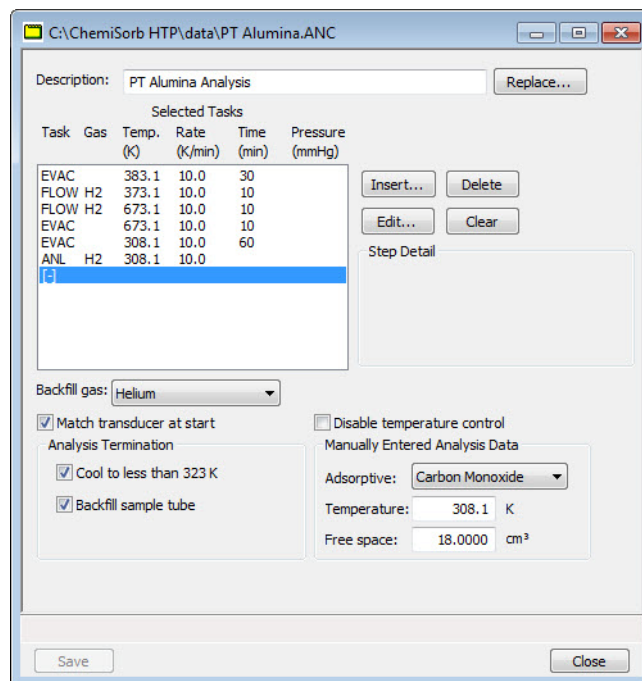 C:\ChemiSorb HTP\data\PT Alumina.ANC
Description: PT Alumina Analysis Replace...
Selected Tasks
Task Gas Temp. Rate Time Pressure
(K) (K/min) (min) (mmHg)
EVAC 383.1 10.0 30
FLOW H2 373.1 10.0 10
FLOW H2 673.1 10.0 10
EVAC 673.1 10.0 10
EVAC 308.1 10.0 60
ANL H2 308.1 10.0
[-]
Insert... Delete
Edit... Clear
Step Detail
Backfill gas: Helium
Match transducer at start Disable temperature control
Analysis Termination
Cool to less than 323 K
Backfill sample tube
Manually Entered Analysis Data
Adsorptive: Carbon Monoxide
Temperature: 308.1 K
Free space: 18.0000 cm³
Save Close